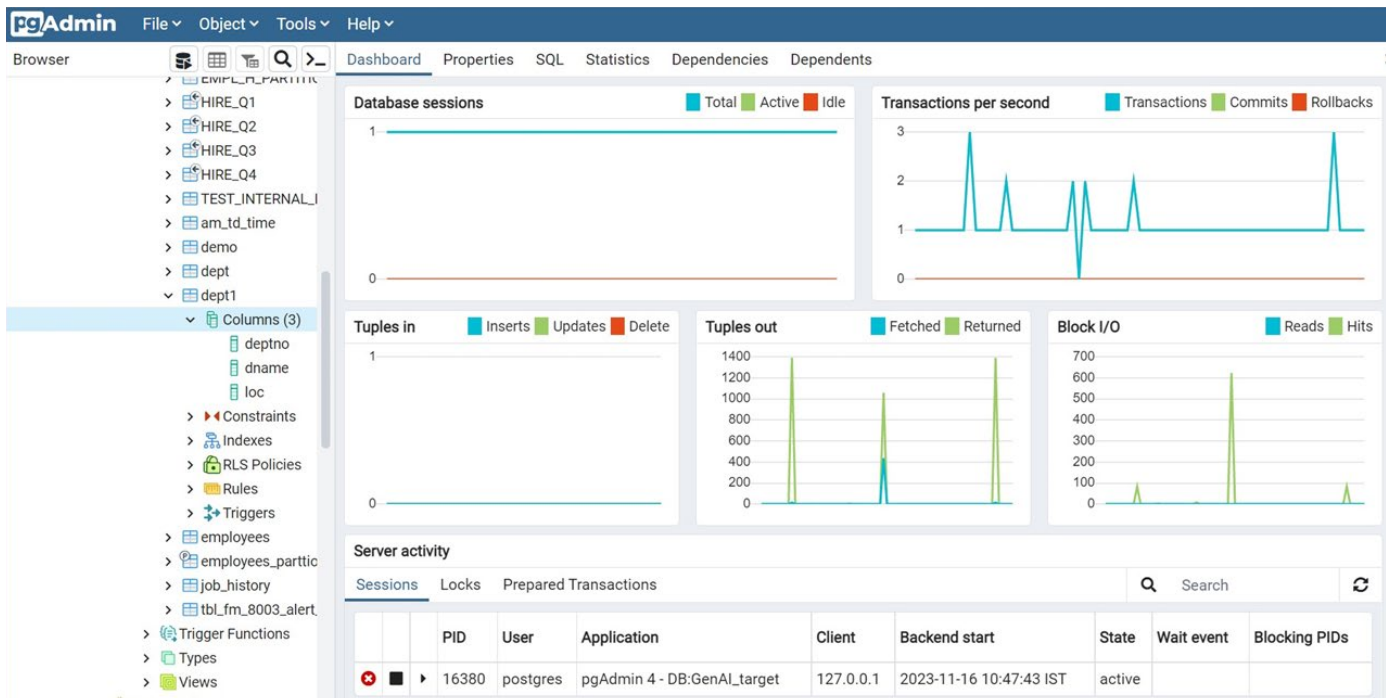 pgAdmin File Object Tools Help
Browser
Dashboard Properties SQL Statistics Dependencies Dependents
HIRE_Q1
HIRE_Q2
HIRE_Q3
HIRE_Q4
TEST_INTERNAL_
am_td_time
demo
dept
dept1
Columns (3)
deptno
dname
loc
Constraints
Indexes
RLS Policies
Rules
Triggers
employees
employees_parttio
job_history
tbl_fm_8003_alert_
Trigger Functions
Types
Views
Database sessions Total Active Idle
1
0
Transactions per second Transactions Commits Rollbacks
3
2
1
0
Tuples in Inserts Updates Delete
1
0
Tuples out Fetched Returned
1400
1200
1000
800
600
400
200
0
Block I/O Reads Hits
700
600
500
400
300
200
100
0
Server activity
Sessions Locks Prepared Transactions Search
PID User Application Client Backend start State Wait event Blocking PIDs
16380 postgres pgAdmin 4 - DB:GenAI_target 127.0.0.1 2023-11-16 10:47:43 IST active